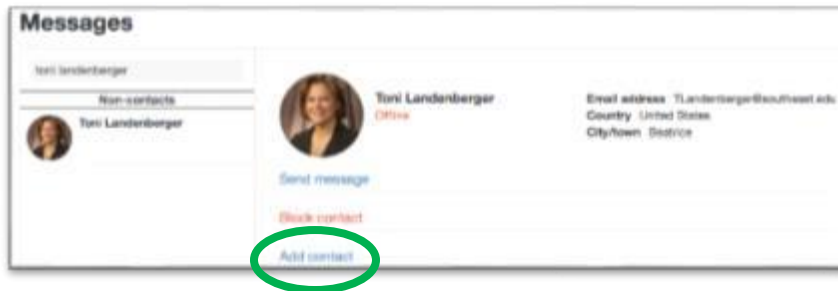 Messages
toni landenberger
Non-contacts
Toni Landenberger
Toni Landenberger
Offline
Email address TLandenberger@southeast.edu
Country United States
City/town Beatrice
Send message
Block contact
Add contact